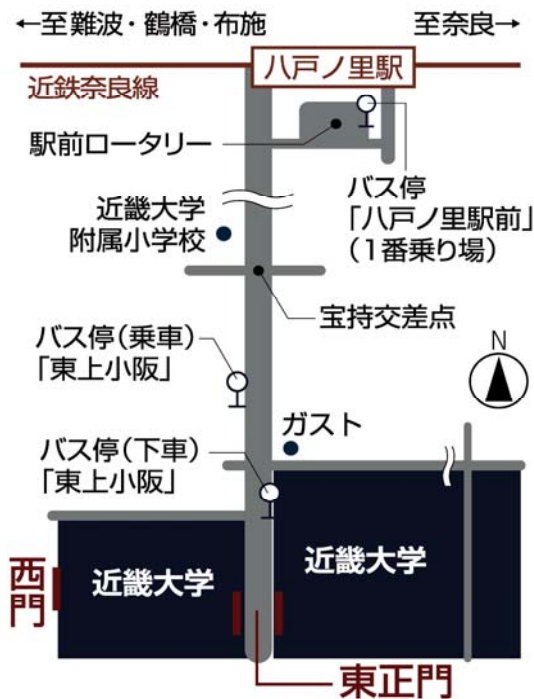 ←至難波・鶴橋・布施
至奈良→
八戸ノ里駅
近鉄奈良線
駅前ロータリー
バス停
「八戸ノ里駅前」
(1番乗り場)
近畿大学
附属小学校
宝持交差点
N
バス停(乗車)
「東上小阪」
ガスト
バス停(下車)
「東上小阪」
西門
近畿大学
近畿大学
東正門